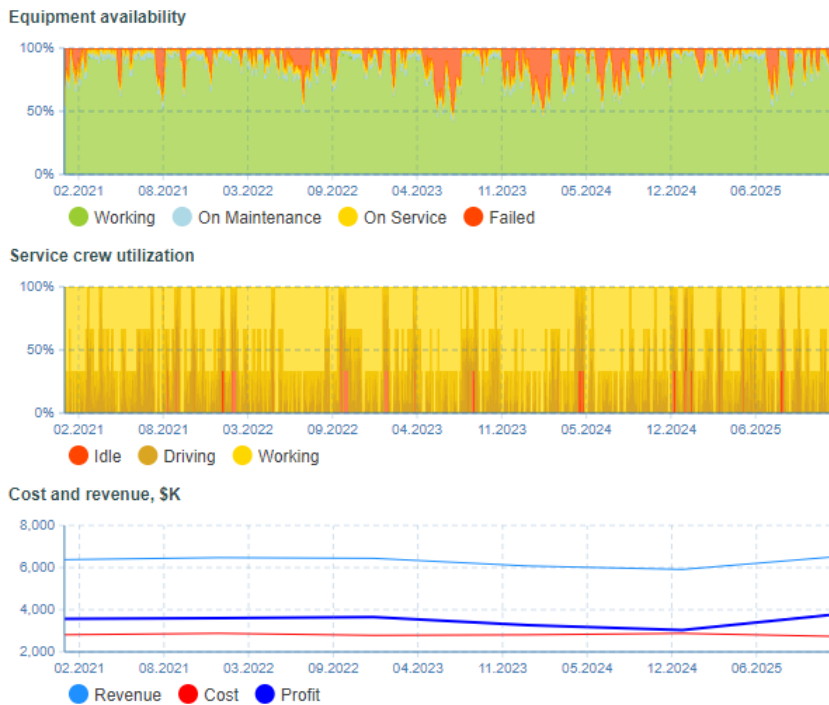 Equipment availability
100%
50%
0%
02.2021 08.2021 03.2022 09.2022 04.2023 11.2023 05.2024 12.2024 06.2025
Working On Maintenance On Service Failed
Service crew utilization
100%
50%
0%
02.2021 08.2021 03.2022 09.2022 04.2023 11.2023 05.2024 12.2024 06.2025
Idle Driving Working
Cost and revenue, $K
8,000
6,000
4,000
2,000
02.2021 08.2021 03.2022 09.2022 04.2023 11.2023 05.2024 12.2024 06.2025
Revenue Cost Profit